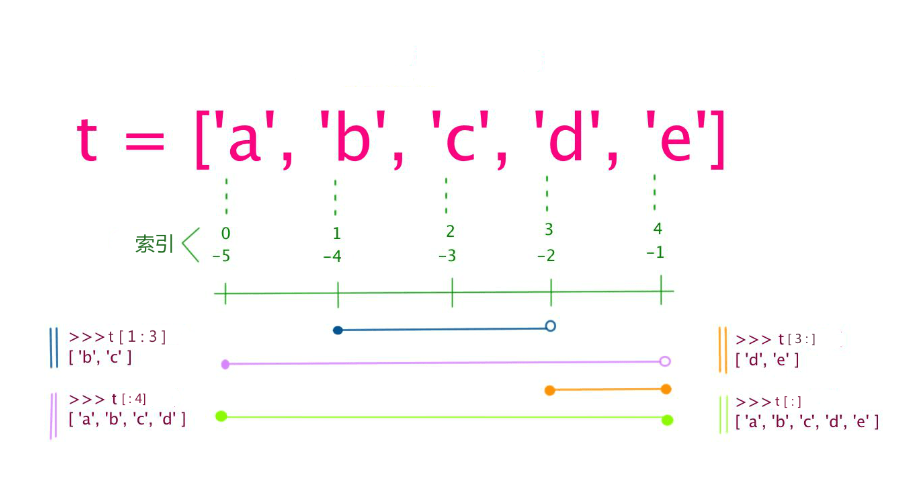 t = ['a', 'b', 'c', 'd', 'e']
索引
0 1 2 3 4
-5 -4 -3 -2 -1
>>>t [ 1 : 3 ]
[ 'b', 'c' ]
>>> t [ :4]
[ 'a', 'b', 'c', 'd' ]
>>> t [ 3 : ]
[ 'd', 'e' ]
>>>t [ : ]
[ 'a', 'b', 'c', 'd', 'e' ]